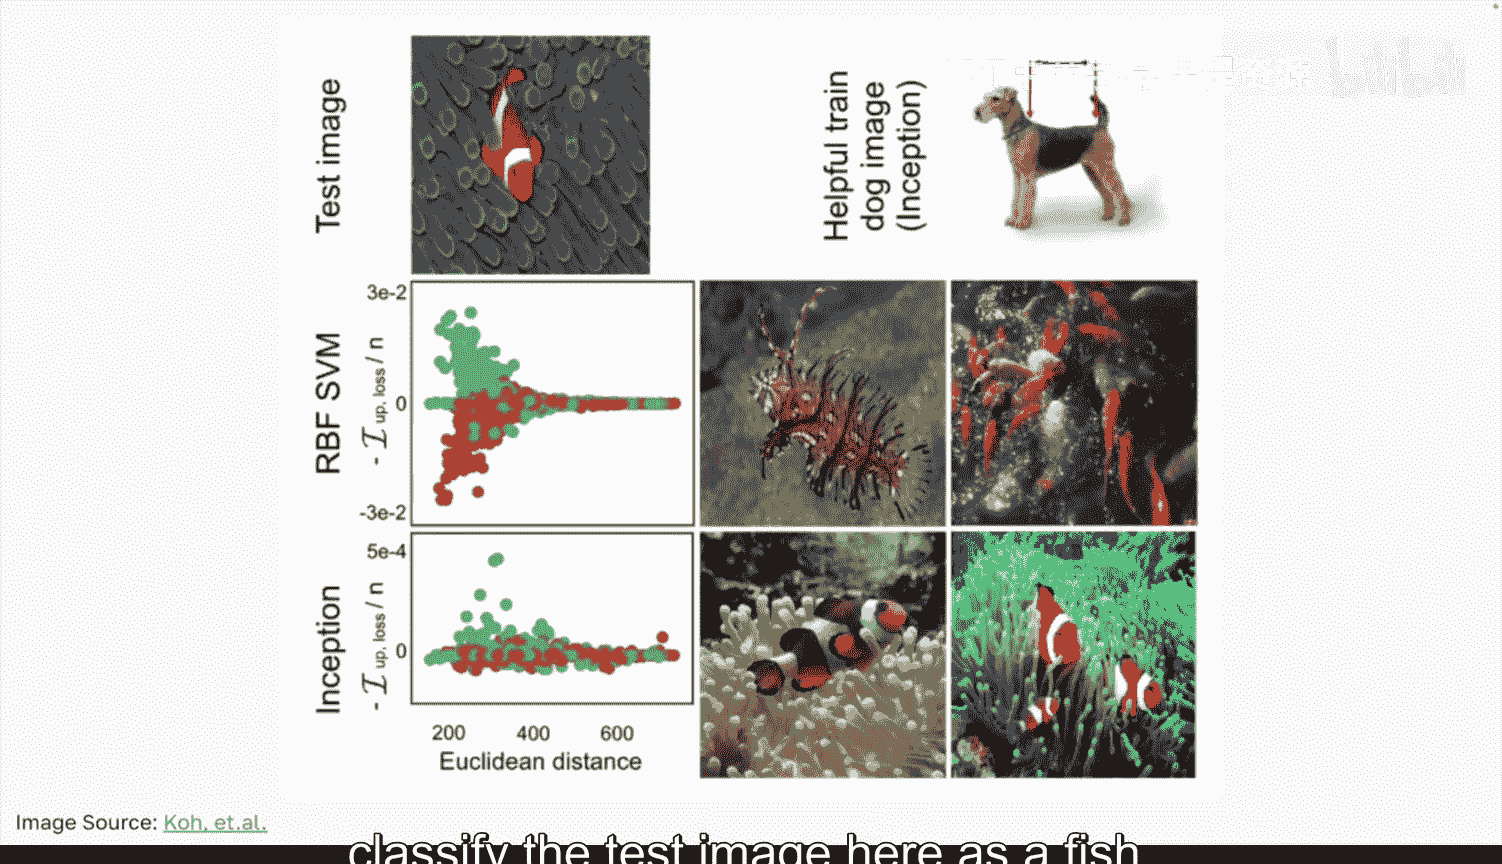 Test image
Helpful train
dog image
(Inception)
RBF SVM
- I up, loss / n
3e-2
0
-3e-2
Inception
- I up, loss / n
5e-4
0
200 400 600
Euclidean distance
Image Source: Koh, et.al.
classify the test image here as a fish